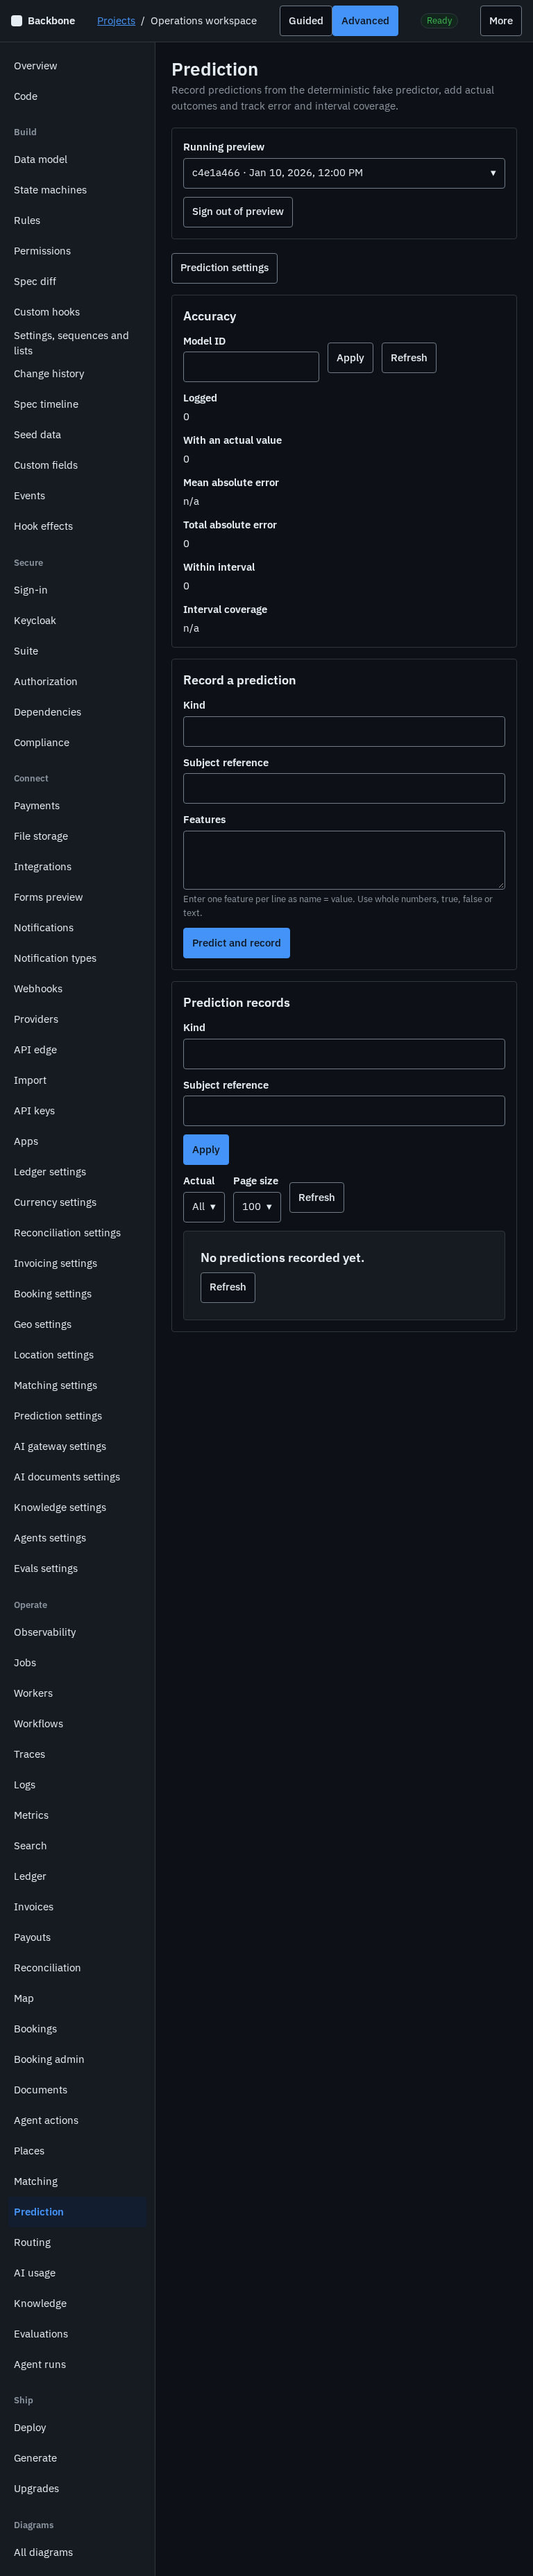 Backbone
Projects / Operations workspace
Guided
Advanced
Ready
More
Overview
Code
Build
Data model
State machines
Rules
Permissions
Spec diff
Custom hooks
Settings, sequences and
lists
Change history
Spec timeline
Seed data
Custom fields
Events
Hook effects
Secure
Sign-in
Keycloak
Suite
Authorization
Dependencies
Compliance
Connect
Payments
File storage
Integrations
Forms preview
Notifications
Notification types
Webhooks
Providers
API edge
Import
API keys
Apps
Ledger settings
Currency settings
Reconciliation settings
Invoicing settings
Booking settings
Geo settings
Location settings
Matching settings
Prediction settings
AI gateway settings
AI documents settings
Knowledge settings
Agents settings
Evals settings
Operate
Observability
Jobs
Workers
Workflows
Traces
Logs
Metrics
Search
Ledger
Invoices
Payouts
Reconciliation
Map
Bookings
Booking admin
Documents
Agent actions
Places
Matching
Prediction
Routing
AI usage
Knowledge
Evaluations
Agent runs
Ship
Deploy
Generate
Upgrades
Diagrams
All diagrams
Prediction
Record predictions from the deterministic fake predictor, add actual
outcomes and track error and interval coverage.
Running preview
c4e1a466 · Jan 10, 2026, 12:00 PM ▾
Sign out of preview
Prediction settings
Accuracy
Model ID
Apply
Refresh
Logged
0
With an actual value
0
Mean absolute error
n/a
Total absolute error
0
Within interval
0
Interval coverage
n/a
Record a prediction
Kind
Subject reference
Features
Enter one feature per line as name = value. Use whole numbers, true, false or
text.
Predict and record
Prediction records
Kind
Subject reference
Apply
Actual
All ▾
Page size
100 ▾
Refresh
No predictions recorded yet.
Refresh